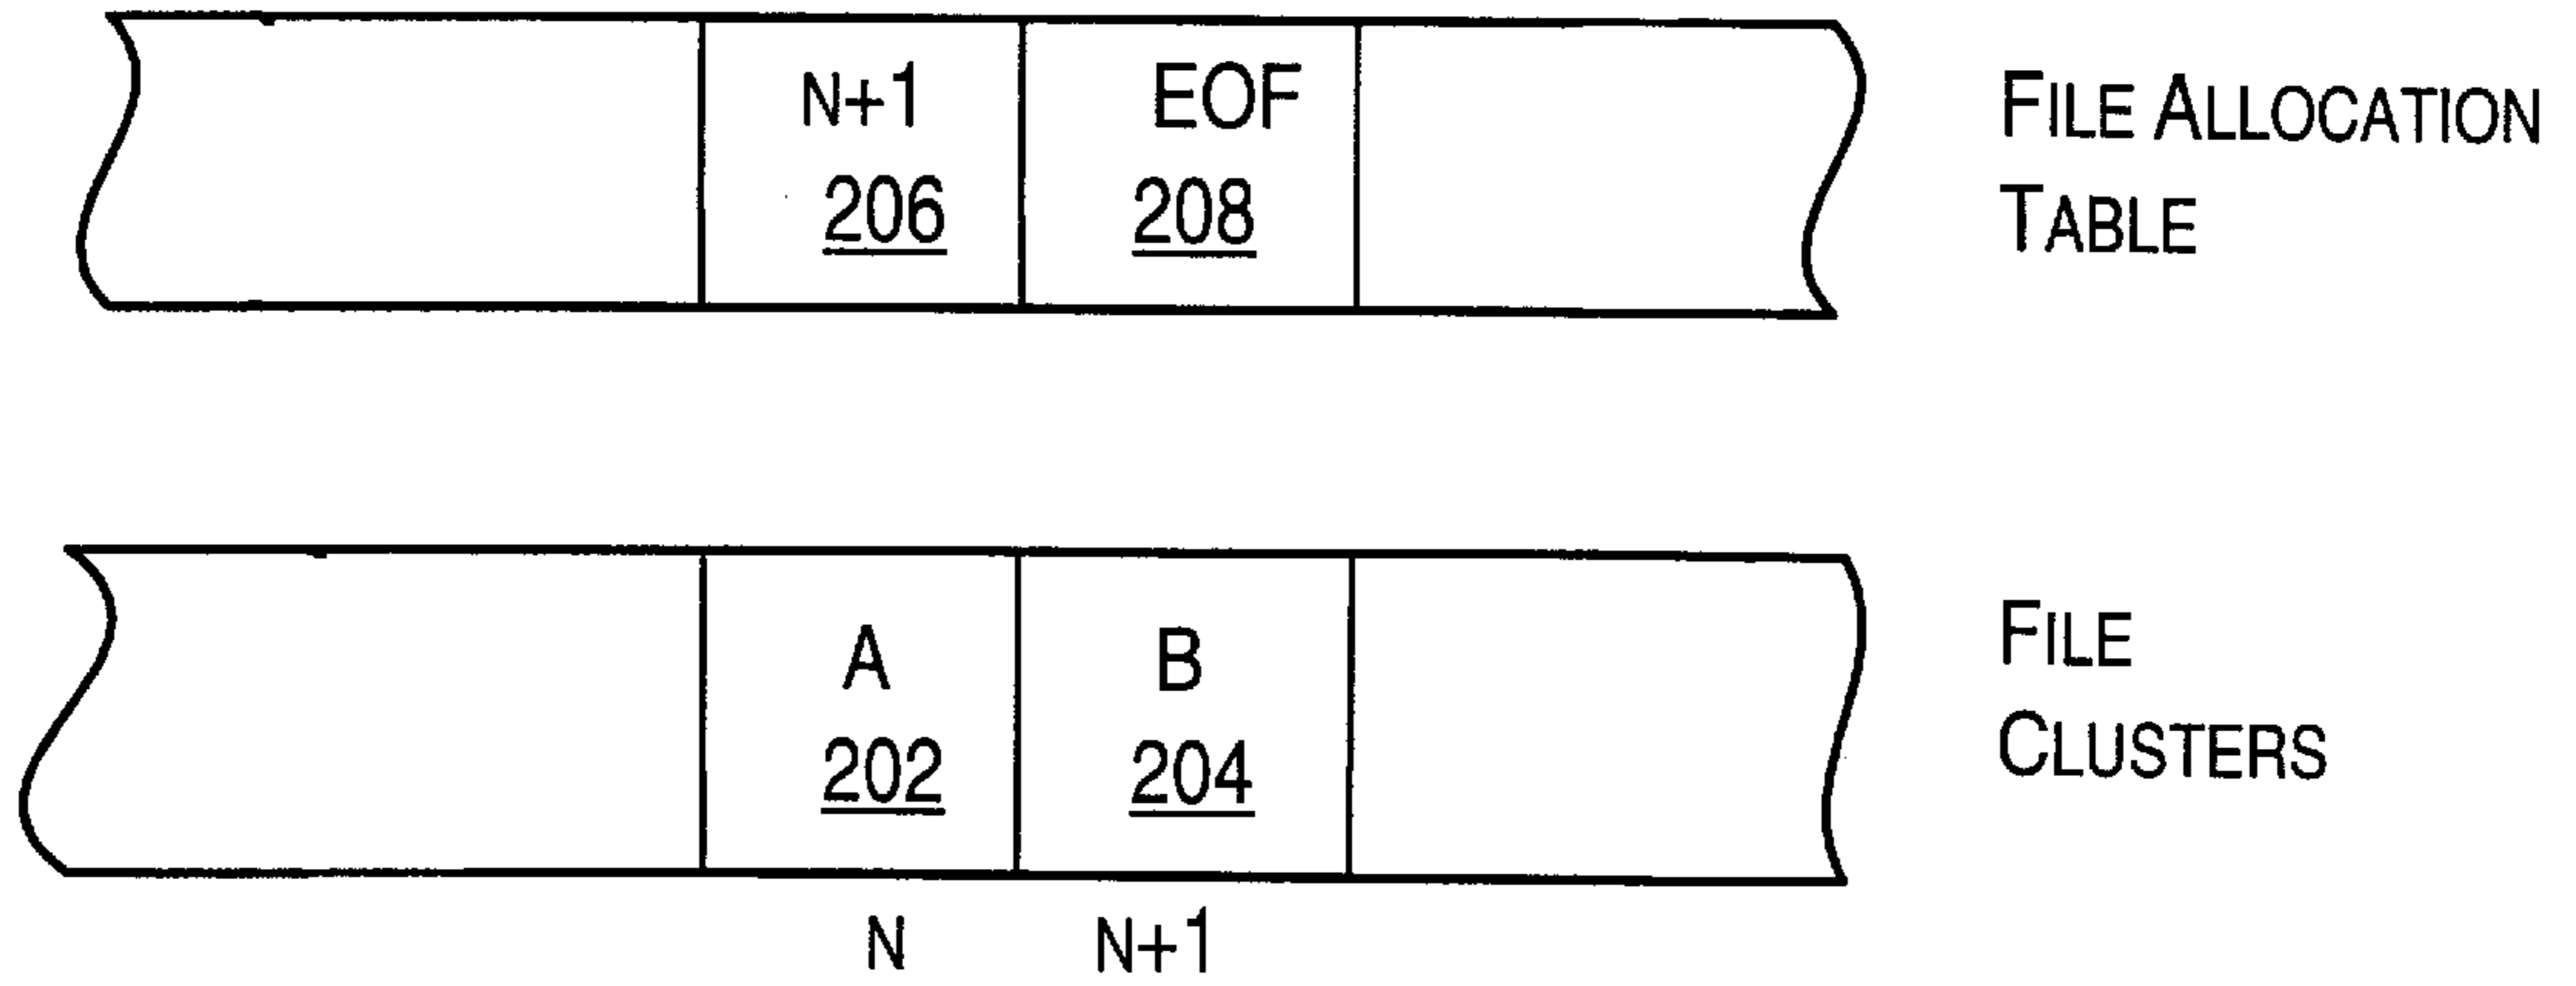 N+1 EOF
206 208
FILE ALLOCATION
TABLE
A B
202 204
FILE
CLUSTERS
N N+1